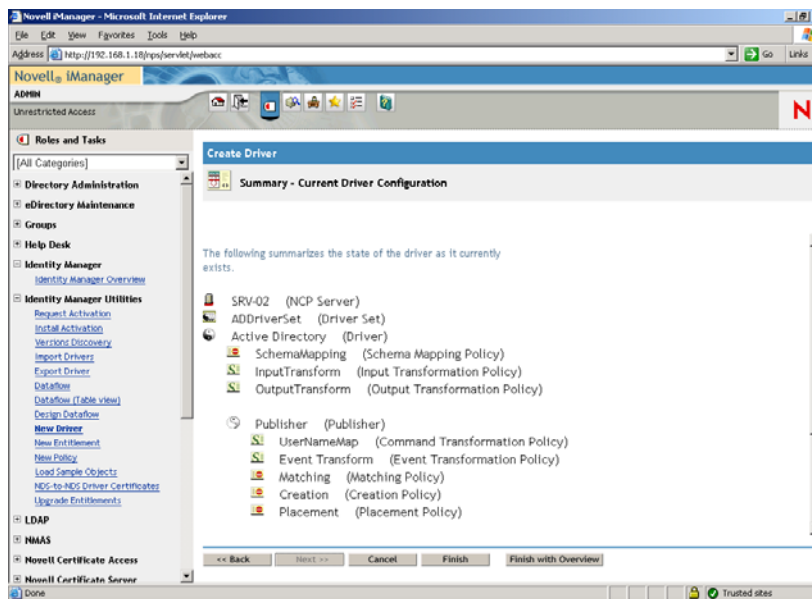 Novell iManager - Microsoft Internet Explorer
File Edit View Favorites Tools Help
Address http://192.168.1.18/nps/servlet/webacc Go Links
Novell® iManager
ADMIN
Unrestricted Access
N
Roles and Tasks
[All Categories]
Directory Administration
eDirectory Maintenance
Groups
Help Desk
Identity Manager
Identity Manager Overview
Identity Manager Utilities
Request Activation
Install Activation
Versions Discovery
Import Drivers
Export Driver
Dataflow
Dataflow (Table view)
Design Dataflow
New Driver
New Entitlement
New Policy
Load Sample Objects
NDS-to-NDS Driver Certificates
Upgrade Entitlements
LDAP
NMAS
Novell Certificate Access
Novell Certificate Server
Create Driver
Summary - Current Driver Configuration
The following summarizes the state of the driver as it currently
exists.
SRV-02 (NCP Server)
ADDriverSet (Driver Set)
Active Directory (Driver)
SchemaMapping (Schema Mapping Policy)
InputTransform (Input Transformation Policy)
OutputTransform (Output Transformation Policy)
Publisher (Publisher)
UserNameMap (Command Transformation Policy)
Event Transform (Event Transformation Policy)
Matching (Matching Policy)
Creation (Creation Policy)
Placement (Placement Policy)
<< Back Next >> Cancel Finish Finish with Overview
Done Trusted sites